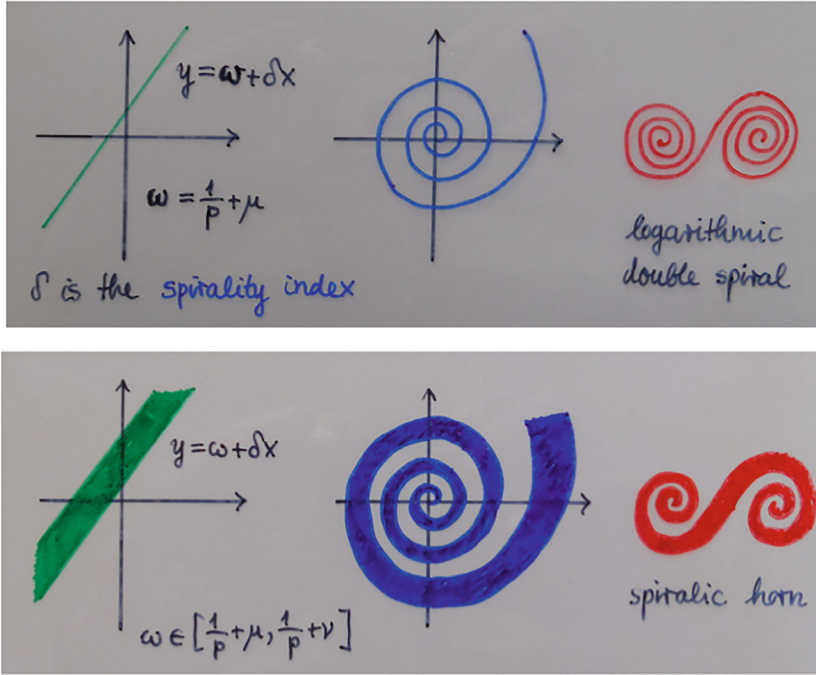 y = ω + δx
ω = 1/p + μ
δ is the spirality index
logarithmic
double spiral
y = ω + δx
ω ∈ [1/p + μ, 1/p + ν]
spiralic horn